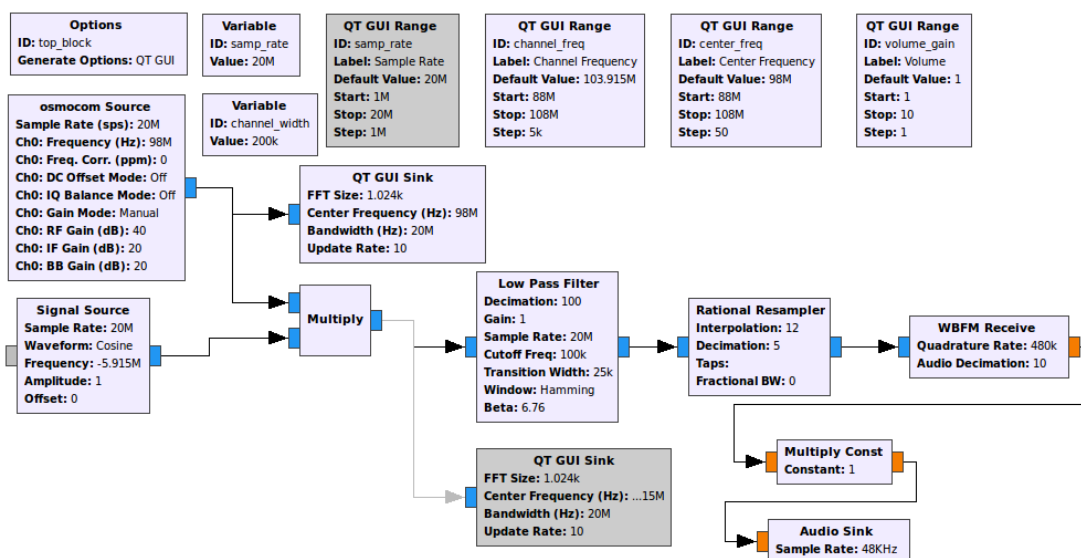 Options
ID: top_block
Generate Options: QT GUI
Variable
ID: samp_rate
Value: 20M
QT GUI Range
ID: samp_rate
Label: Sample Rate
Default Value: 20M
Start: 1M
Stop: 20M
Step: 1M
QT GUI Range
ID: channel_freq
Label: Channel Frequency
Default Value: 103.915M
Start: 88M
Stop: 108M
Step: 5k
QT GUI Range
ID: center_freq
Label: Center Frequency
Default Value: 98M
Start: 88M
Stop: 108M
Step: 50
QT GUI Range
ID: volume_gain
Label: Volume
Default Value: 1
Start: 1
Stop: 10
Step: 1
osmocom Source
Sample Rate (sps): 20M
Ch0: Frequency (Hz): 98M
Ch0: Freq. Corr. (ppm): 0
Ch0: DC Offset Mode: Off
Ch0: IQ Balance Mode: Off
Ch0: Gain Mode: Manual
Ch0: RF Gain (dB): 40
Ch0: IF Gain (dB): 20
Ch0: BB Gain (dB): 20
Variable
ID: channel_width
Value: 200k
QT GUI Sink
FFT Size: 1.024k
Center Frequency (Hz): 98M
Bandwidth (Hz): 20M
Update Rate: 10
Signal Source
Sample Rate: 20M
Waveform: Cosine
Frequency: -5.915M
Amplitude: 1
Offset: 0
Multiply
Low Pass Filter
Decimation: 100
Gain: 1
Sample Rate: 20M
Cutoff Freq: 100k
Transition Width: 25k
Window: Hamming
Beta: 6.76
Rational Resampler
Interpolation: 12
Decimation: 5
Taps:
Fractional BW: 0
WBFM Receive
Quadrature Rate: 480k
Audio Decimation: 10
QT GUI Sink
FFT Size: 1.024k
Center Frequency (Hz): ...15M
Bandwidth (Hz): 20M
Update Rate: 10
Multiply Const
Constant: 1
Audio Sink
Sample Rate: 48KHz